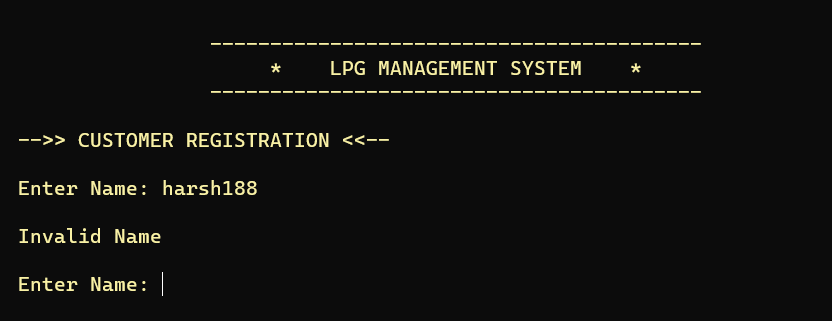 -----------------------------------------
*    LPG MANAGEMENT SYSTEM    *
-----------------------------------------
-->> CUSTOMER REGISTRATION <<--
Enter Name: harsh188
Invalid Name
Enter Name: